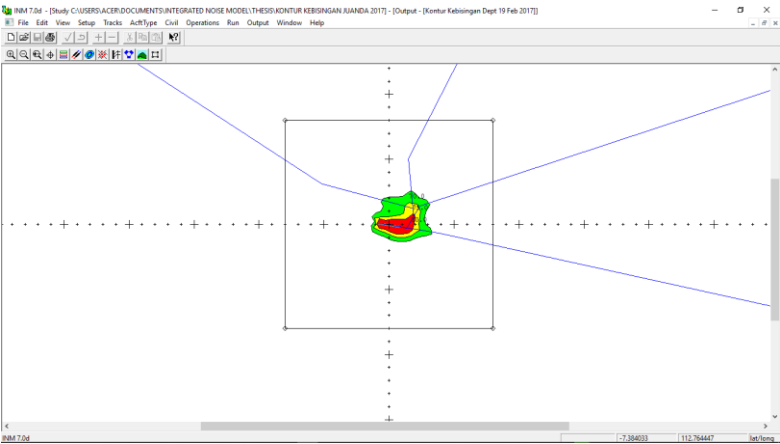 INM 7.0d - [Study C:\USERS\ACER\DOCUMENTS\INTEGRATED NOISE MODEL\THESIS\KONTUR KEBISINGAN JUANDA 2017] - [Output - [Kontur Kebisingan Dept 19 Feb 2017]]
File Edit View Setup Tracks AcftType Civil Operations Run Output Window Help
INM 7.0d -7.384033 112.764447 lat/long